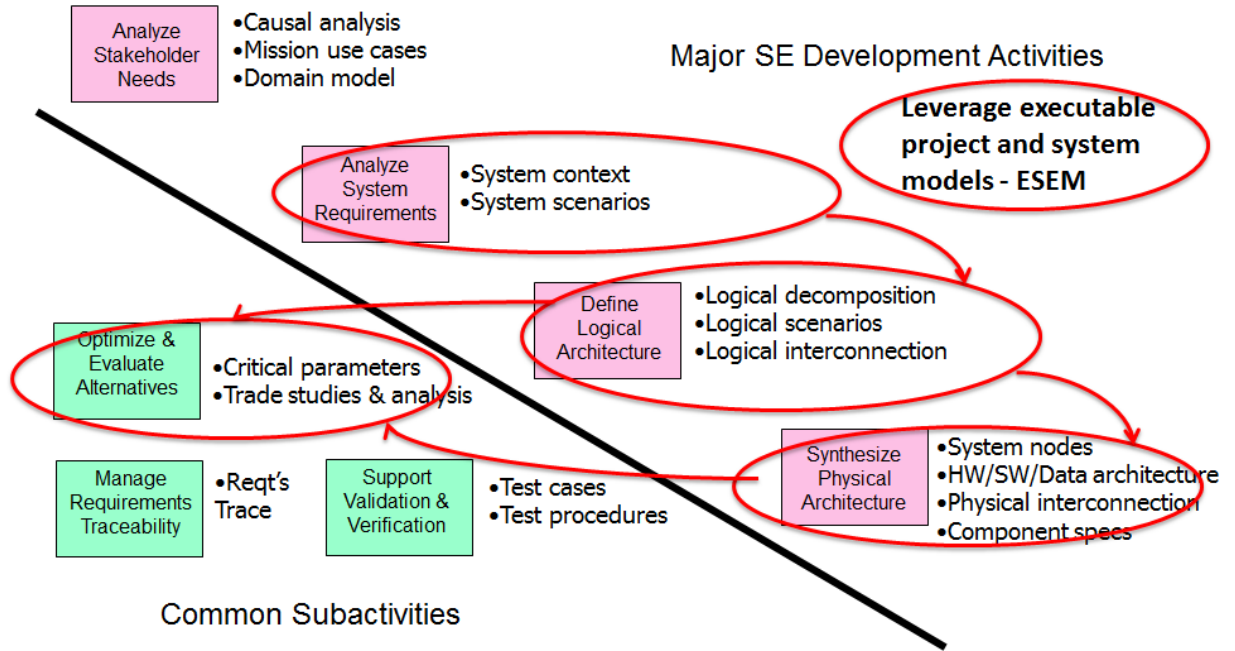 Analyze
Stakeholder
Needs
•Causal analysis
•Mission use cases
•Domain model
Major SE Development Activities
Leverage executable
project and system
models - ESEM
Analyze
System
Requirements
•System context
•System scenarios
Define
Logical
Architecture
•Logical decomposition
•Logical scenarios
•Logical interconnection
Optimize &
Evaluate
Alternatives
•Critical parameters
•Trade studies & analysis
Synthesize
Physical
Architecture
•System nodes
•HW/SW/Data architecture
•Physical interconnection
•Component specs
Manage
Requirements
Traceability
•Reqt's
Trace
Support
Validation &
Verification
•Test cases
•Test procedures
Common Subactivities